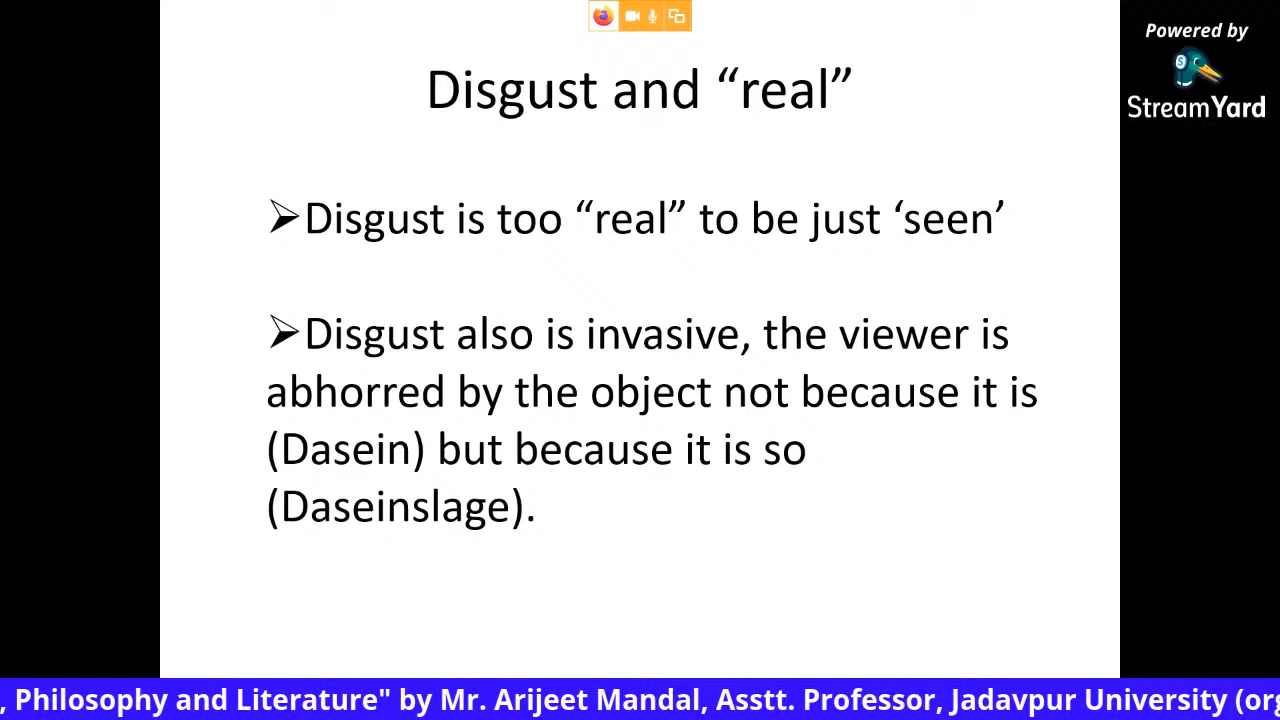 Powered by
StreamYard
Disgust and “real”
➢Disgust is too “real” to be just ‘seen’
➢Disgust also is invasive, the viewer is
abhorred by the object not because it is
(Dasein) but because it is so
(Daseinslage).
, Philosophy and Literature" by Mr. Arijeet Mandal, Asstt. Professor, Jadavpur University (org